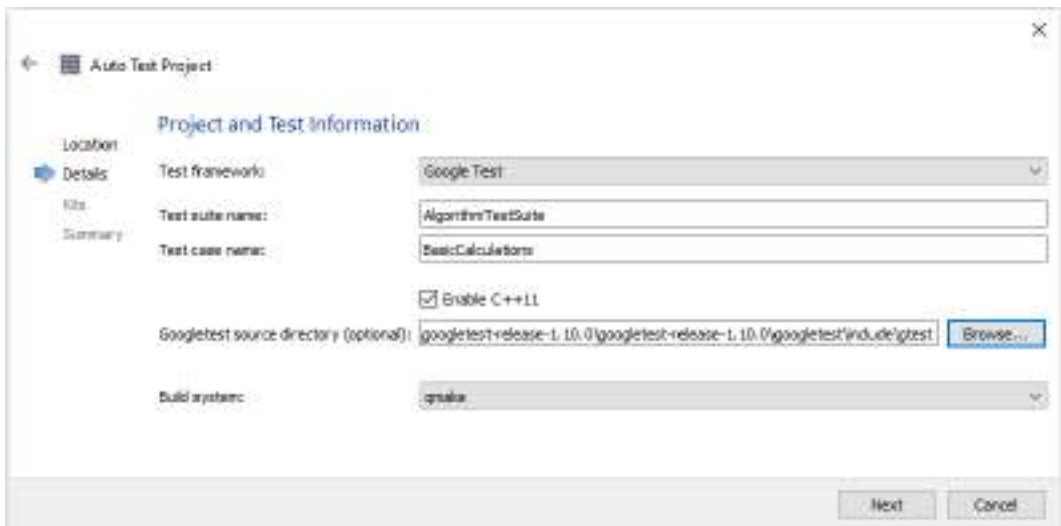 Auto Test Project
Project and Test Information
Location
Details
Kits
Summary
Test framework: Google Test
Test suite name: AlgorithmTestSuite
Test case name: BasicCalculations
Enable C++11
Googletest source directory (optional): googletest-release-1.10.0\googletest-release-1.10.0\googletest\include\gtest Browse...
Build system: qmake
Next Cancel